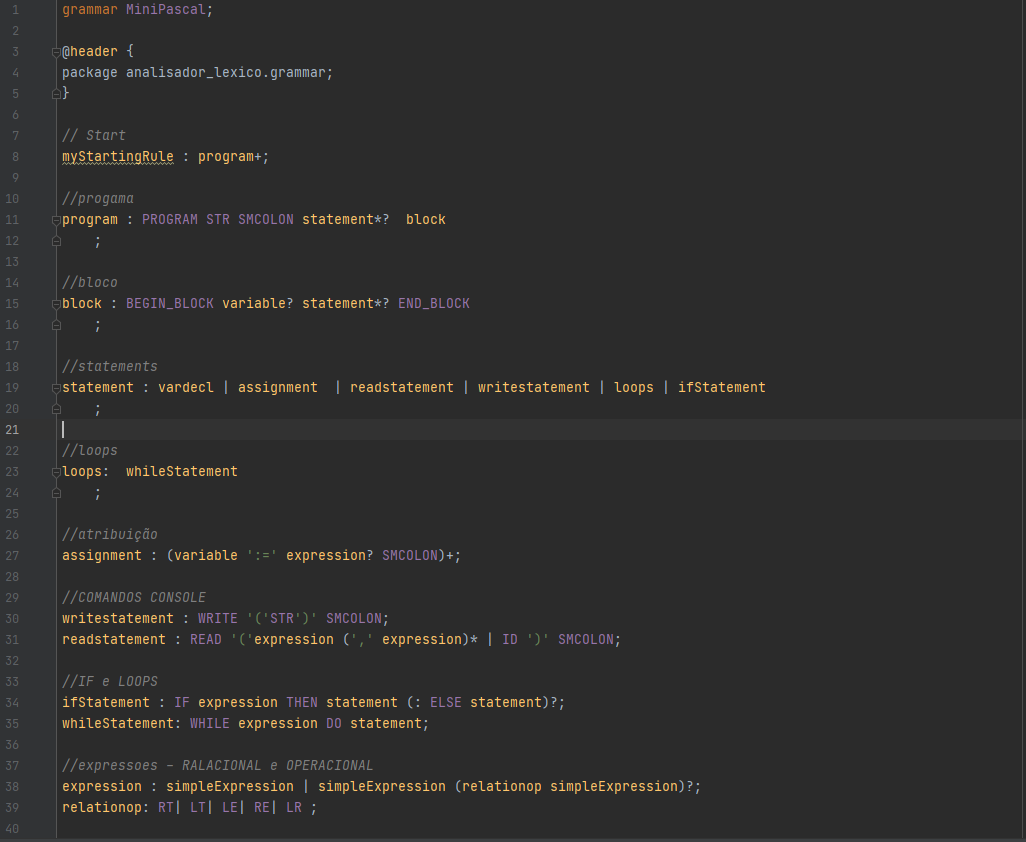 1 grammar MiniPascal;
2
3 @header {
4 package analisador_lexico.grammar;
5 }
6
7 // Start
8 myStartingRule : program+;
9
10 //progama
11 program : PROGRAM STR SMCOLON statement*?  block
12     ;
13
14 //bloco
15 block : BEGIN_BLOCK variable? statement*? END_BLOCK
16     ;
17
18 //statements
19 statement : vardecl | assignment  | readstatement | writestatement | loops | ifStatement
20     ;
21
22 //loops
23 loops:  whileStatement
24     ;
25
26 //atribuição
27 assignment : (variable ':=' expression? SMCOLON)+;
28
29 //COMANDOS CONSOLE
30 writestatement : WRITE '('STR')' SMCOLON;
31 readstatement : READ '('expression (',' expression)* | ID ')' SMCOLON;
32
33 //IF e LOOPS
34 ifStatement : IF expression THEN statement (: ELSE statement)?;
35 whileStatement: WHILE expression DO statement;
36
37 //expressoes – RALACIONAL e OPERACIONAL
38 expression : simpleExpression | simpleExpression (relationop simpleExpression)?;
39 relationop: RT| LT| LE| RE| LR ;
40